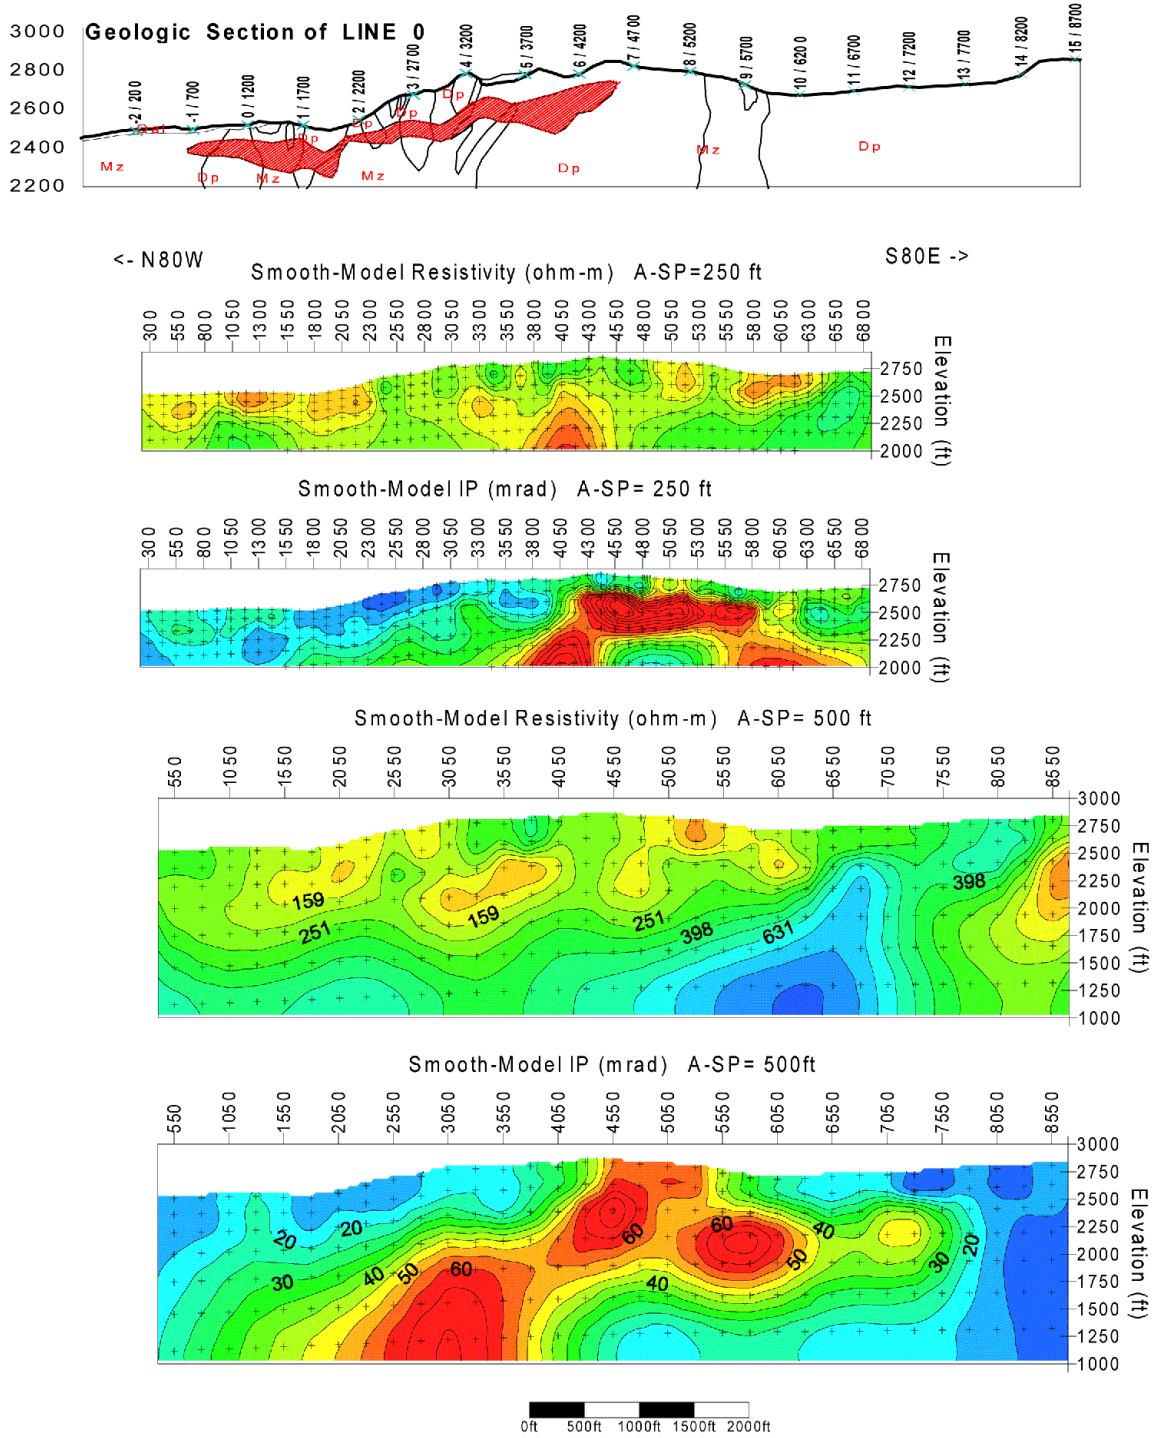 3000
Geologic Section of LINE 0
2800
2600
2400
2200
-2 / 200
-1 / 700
0 / 1200
1 / 1700
2 / 2200
3 / 2700
4 / 3200
5 / 3700
6 / 4200
7 / 4700
8 / 5200
9 / 5700
10 / 6200
11 / 6700
12 / 7200
13 / 7700
14 / 8200
15 / 8700
Qal
Dp
Dp
Dp
Dp
Mz
Dp
Mz
Mz
Dp
Mz
Dp
<- N80W
S80E ->
Smooth-Model Resistivity (ohm-m) A-SP=250 ft
300 550 800 1050 1300 1550 1800 2050 2300 2550 2800 3050 3300 3550 3800 4050 4300 4550 4800 5050 5300 5550 5800 6050 6300 6550 6800
2750
2500
2250
2000
Elevation (ft)
Smooth-Model IP (mrad) A-SP= 250 ft
300 550 800 1050 1300 1550 1800 2050 2300 2550 2800 3050 3300 3550 3800 4050 4300 4550 4800 5050 5300 5550 5800 6050 6300 6550 6800
2750
2500
2250
2000
Elevation (ft)
Smooth-Model Resistivity (ohm-m) A-SP= 500 ft
550 1050 1550 2050 2550 3050 3550 4050 4550 5050 5550 6050 6550 7050 7550 8050 8550
3000
2750
2500
2250
2000
1750
1500
1250
1000
Elevation (ft)
159
251
159
251
398
631
398
Smooth-Model IP (mrad) A-SP= 500ft
550 1050 1550 2050 2550 3050 3550 4050 4550 5050 5550 6050 6550 7050 7550 8050 8550
3000
2750
2500
2250
2000
1750
1500
1250
1000
Elevation (ft)
20
20
30
40
50
60
60
40
60
50
40
30
20
0ft 500ft 1000ft 1500ft 2000ft